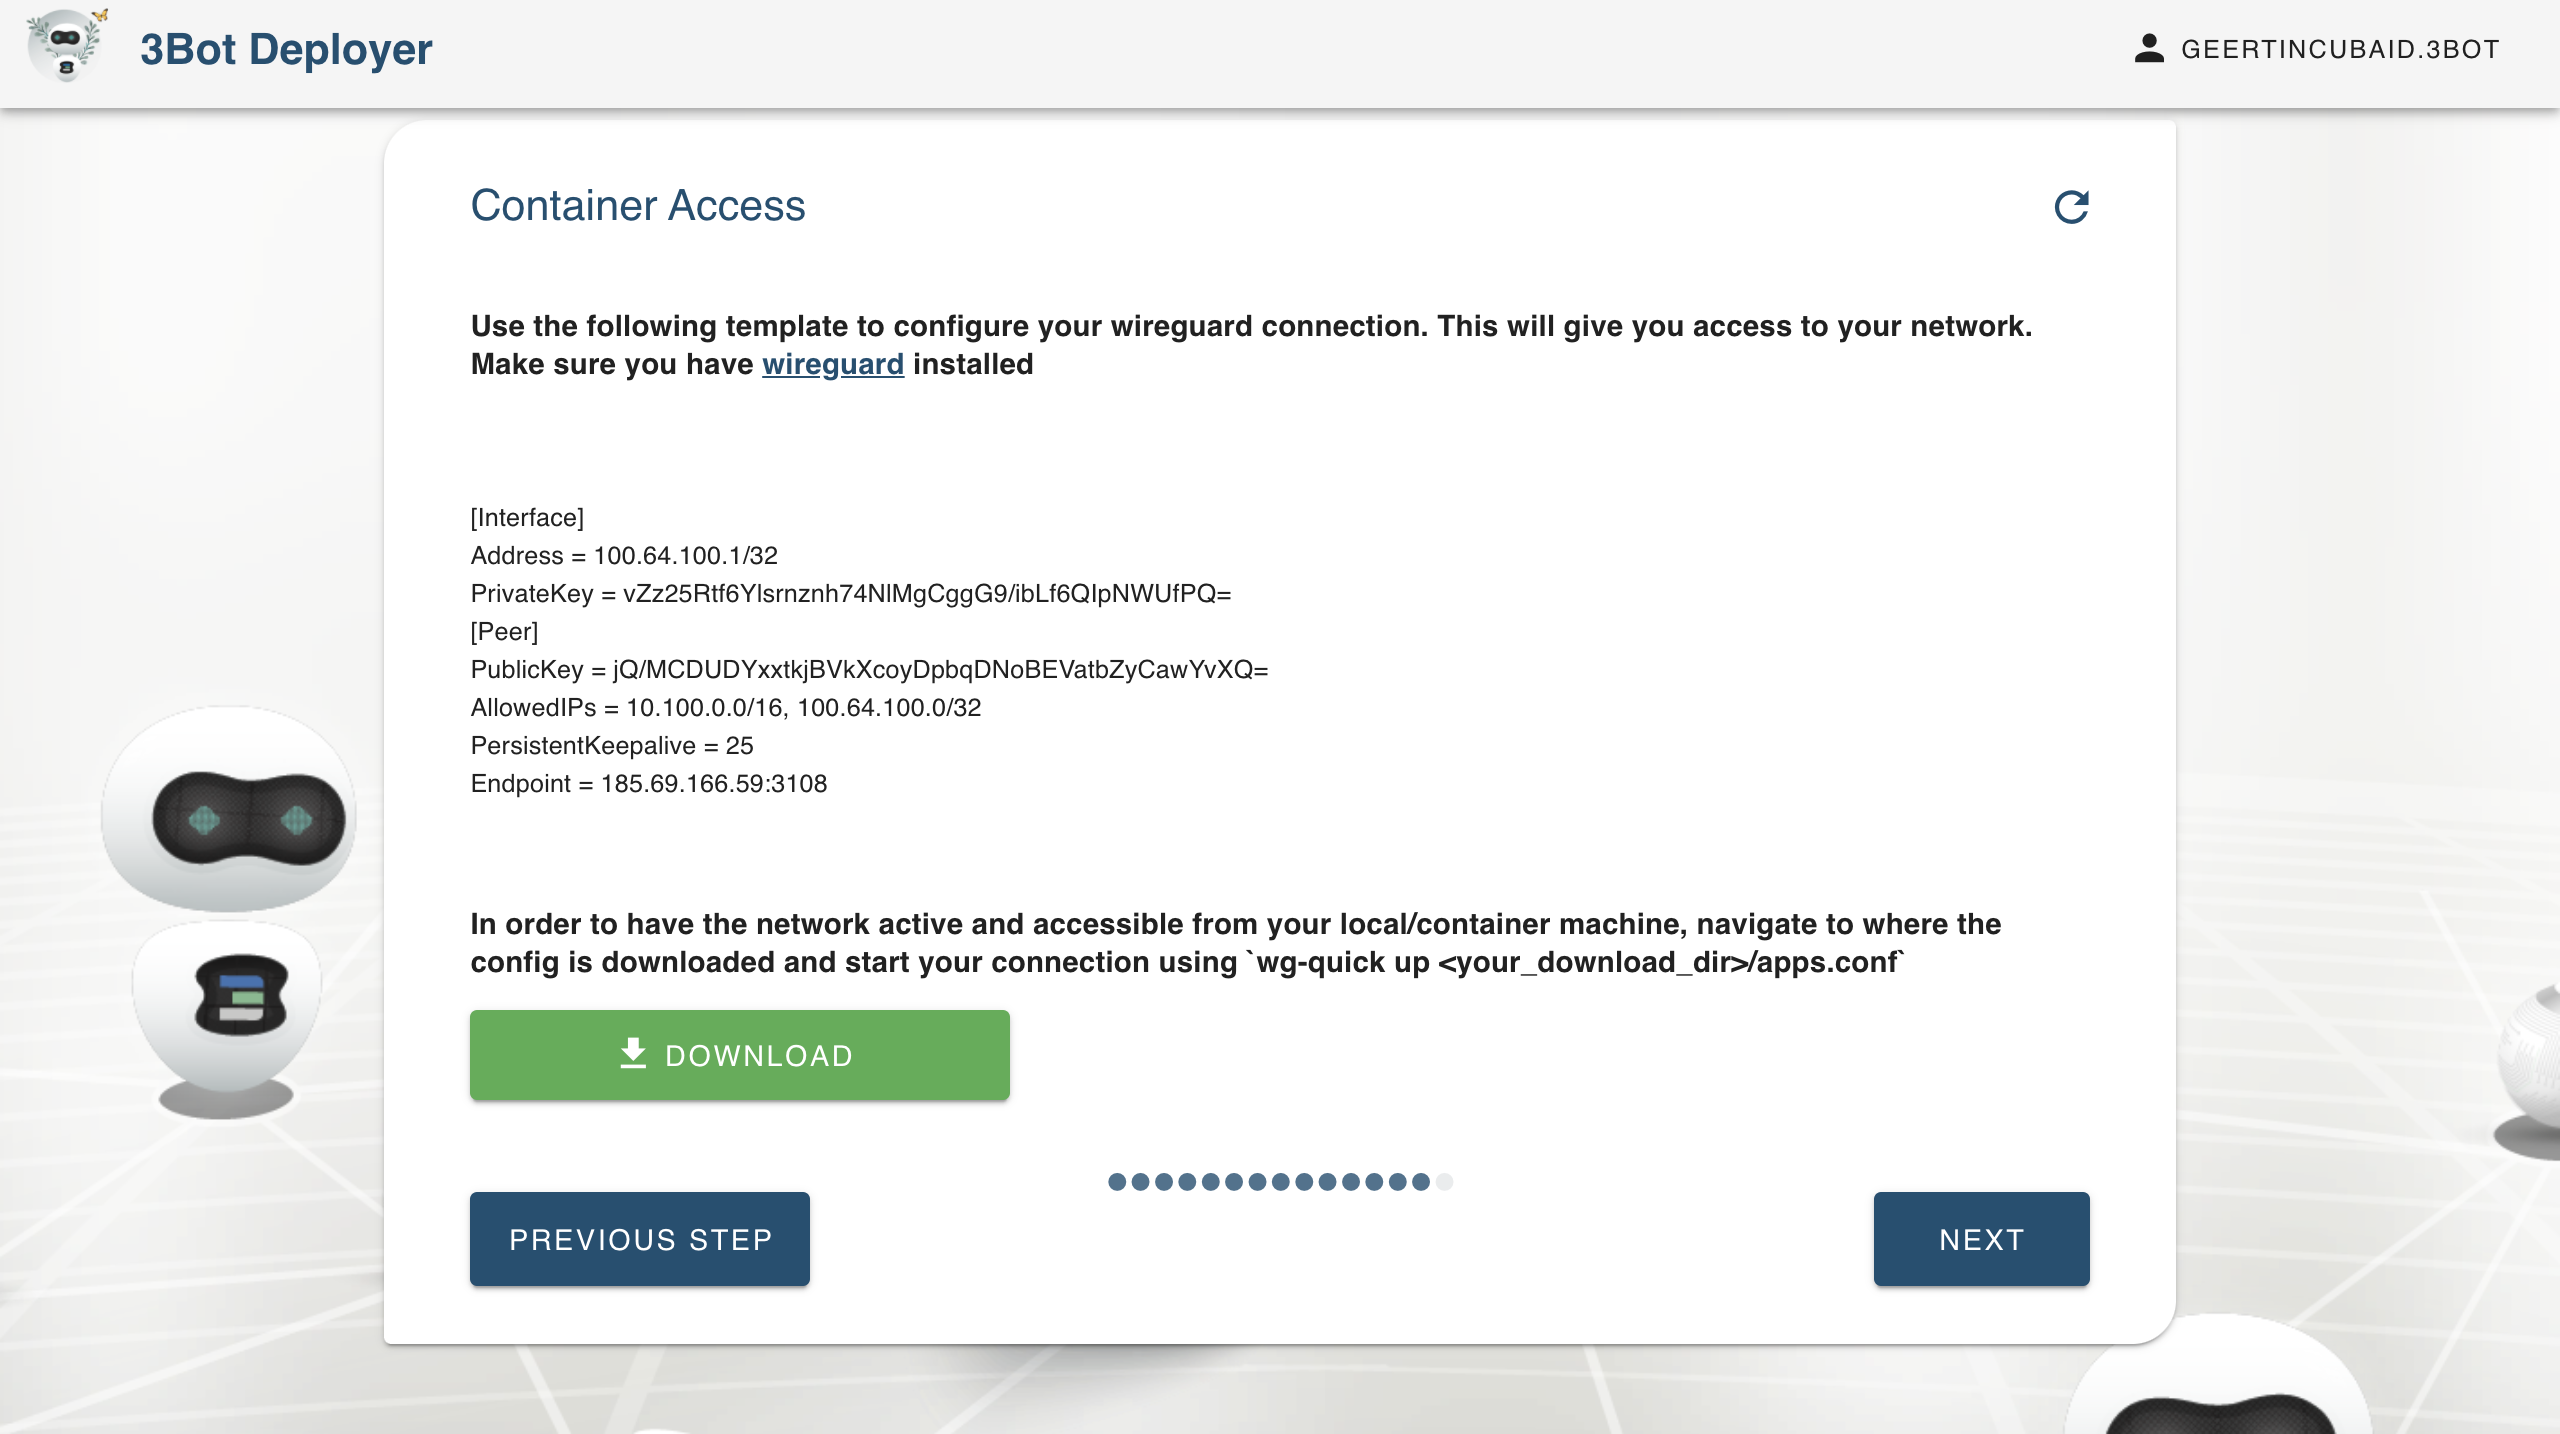 3Bot Deployer
GEERTINCUBAID.3BOT
Container Access
Use the following template to configure your wireguard connection. This will give you access to your network.
Make sure you have wireguard installed
[Interface]
Address = 100.64.100.1/32
PrivateKey = vZz25Rtf6Ylsrnznh74NlMgCggG9/ibLf6QIpNWUfPQ=
[Peer]
PublicKey = jQ/MCDUDYxxtkjBVkXcoyDpbqDNoBEVatbZyCawYvXQ=
AllowedIPs = 10.100.0.0/16, 100.64.100.0/32
PersistentKeepalive = 25
Endpoint = 185.69.166.59:3108
In order to have the network active and accessible from your local/container machine, navigate to where the
config is downloaded and start your connection using `wg-quick up <your_download_dir>/apps.conf`
DOWNLOAD
PREVIOUS STEP
NEXT